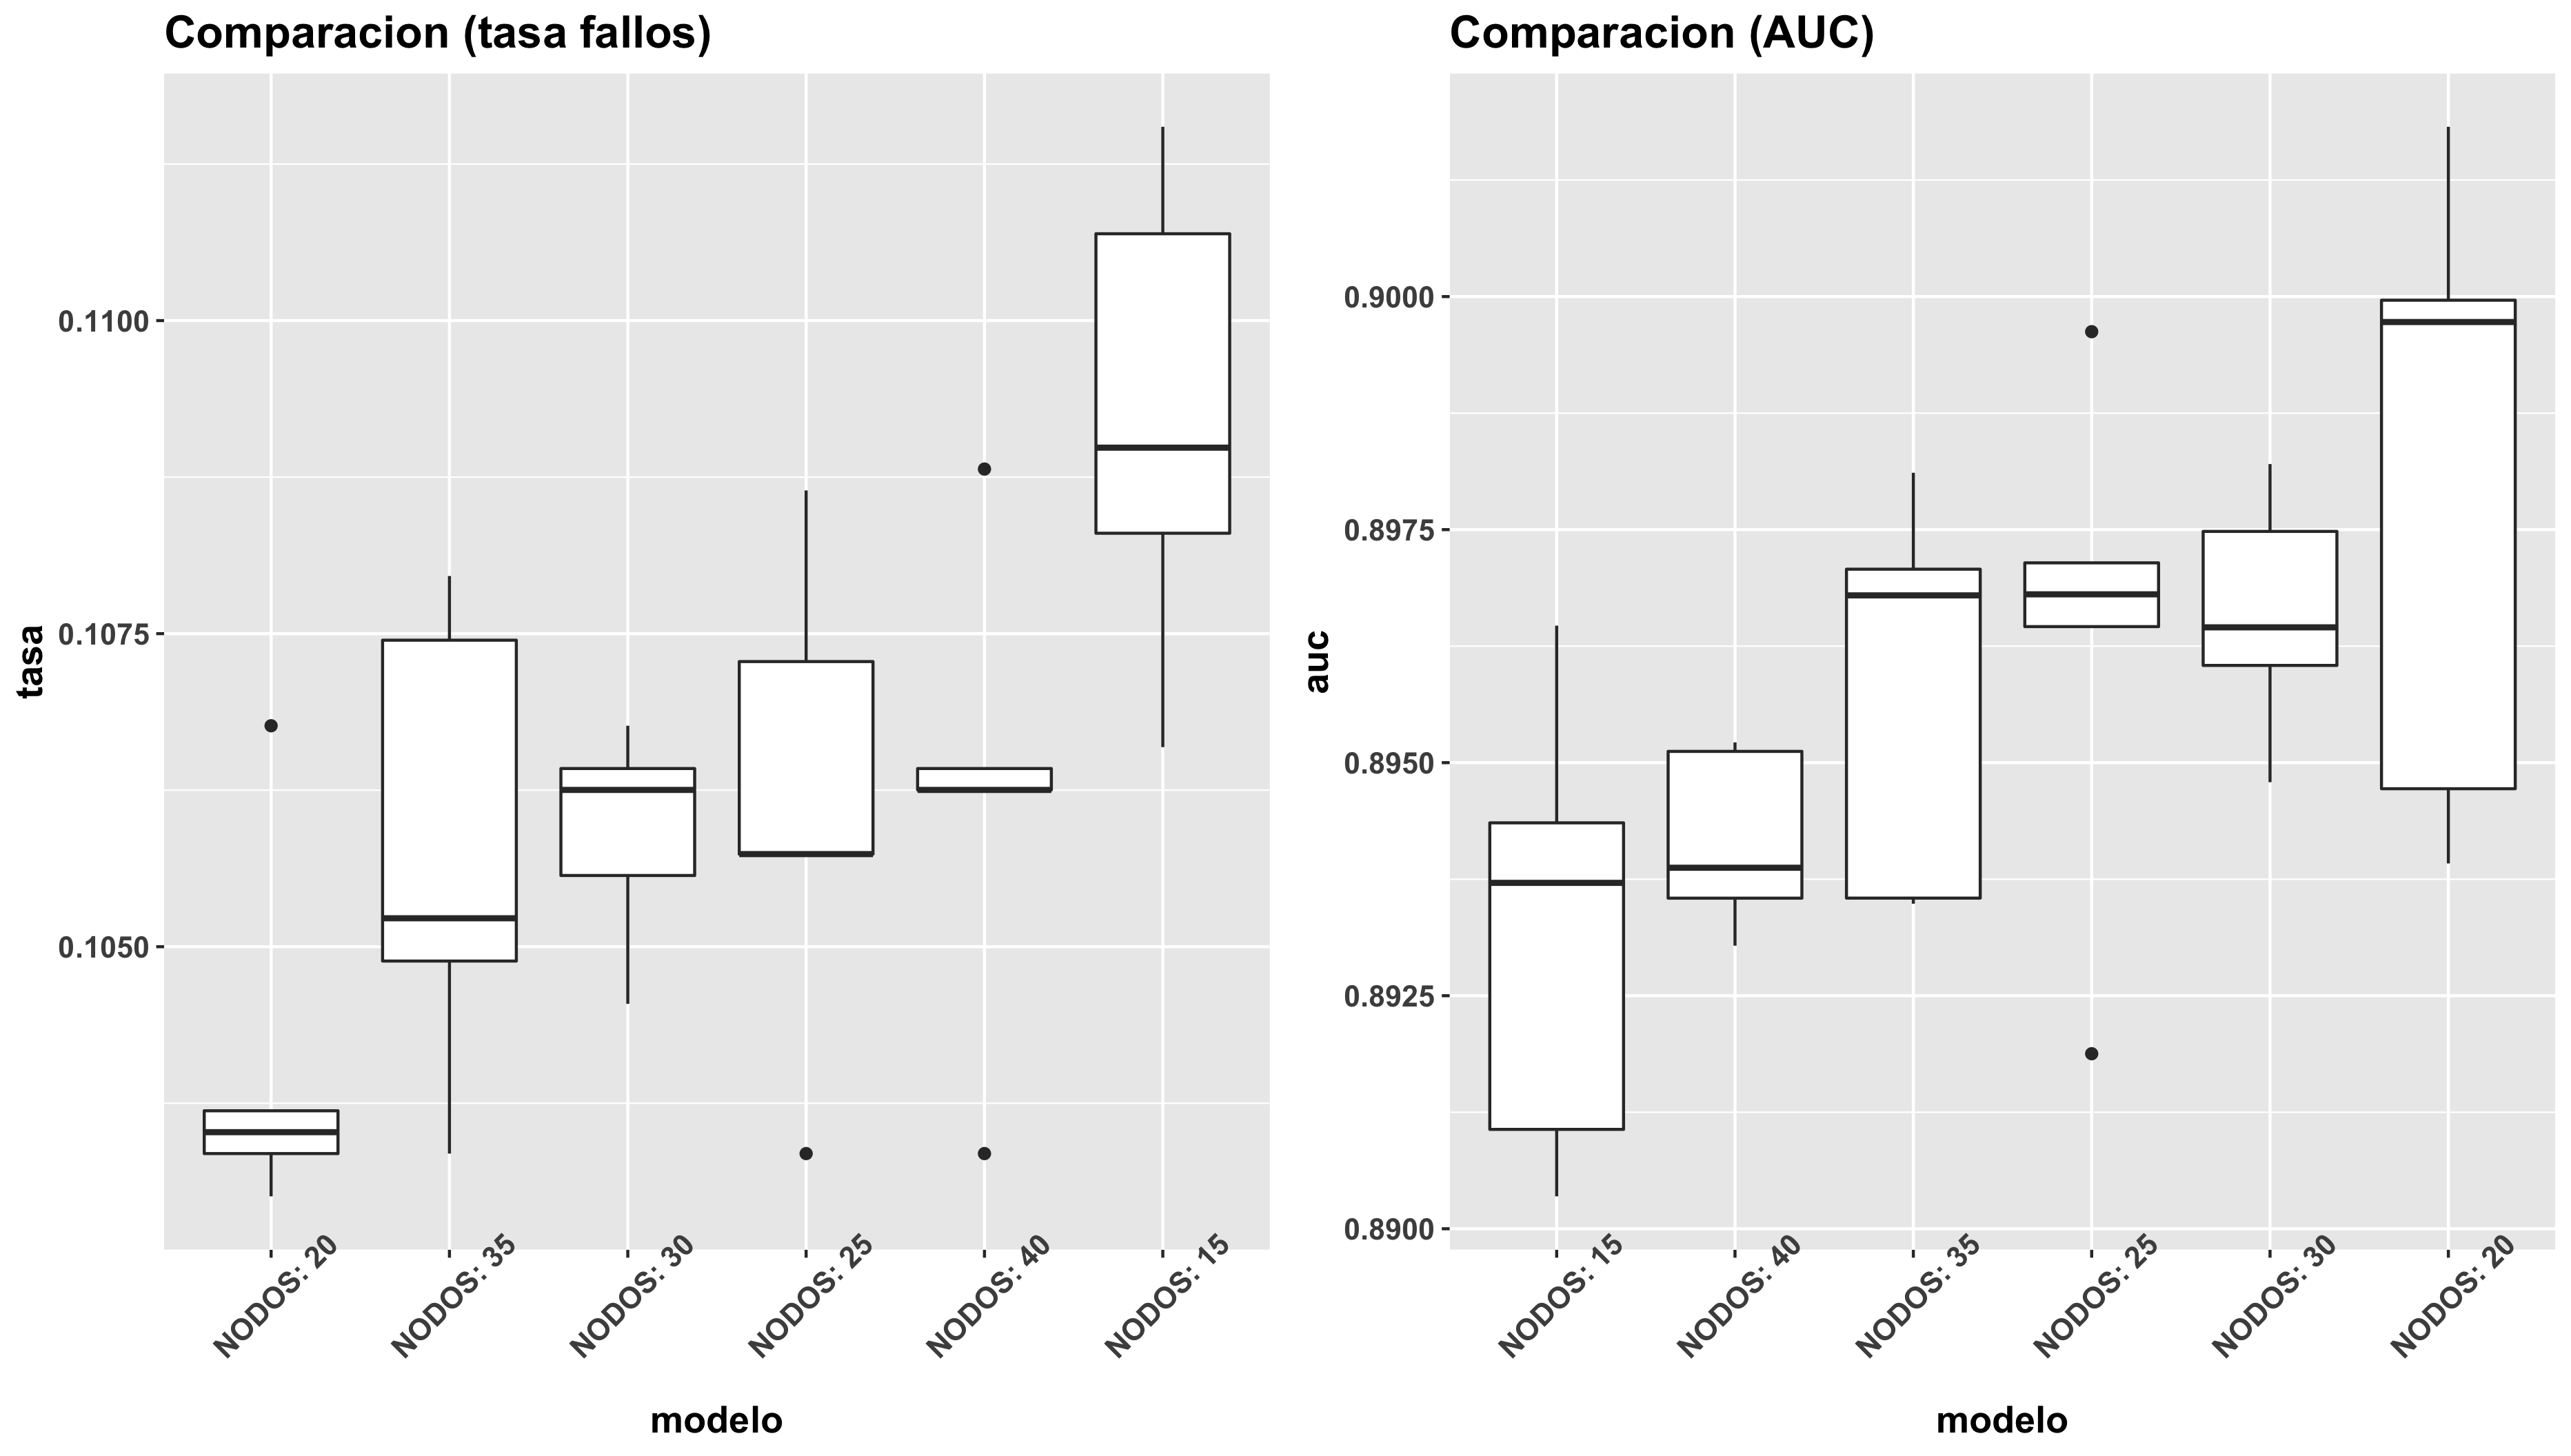 Comparacion (tasa fallos)
tasa
0.1100
0.1075
0.1050
NODOS: 20
NODOS: 35
NODOS: 30
NODOS: 25
NODOS: 40
NODOS: 15
modelo
Comparacion (AUC)
auc
0.9000
0.8975
0.8950
0.8925
0.8900
NODOS: 15
NODOS: 40
NODOS: 35
NODOS: 25
NODOS: 30
NODOS: 20
modelo